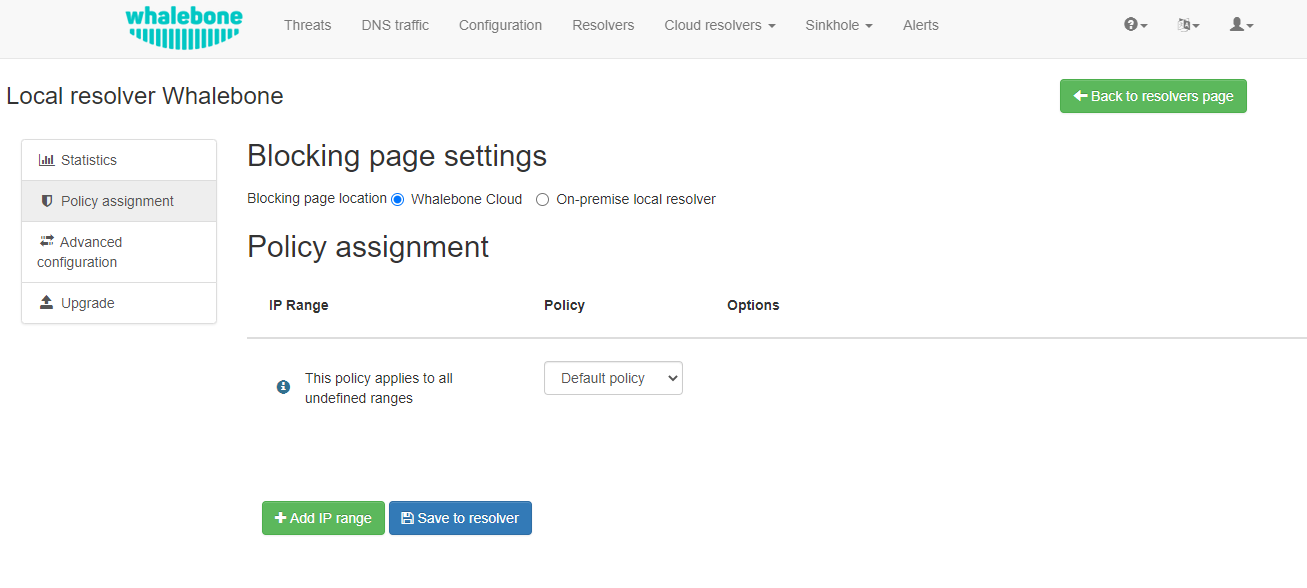 whalebone
Threats DNS traffic Configuration Resolvers Cloud resolvers Sinkhole Alerts
Local resolver Whalebone
Back to resolvers page
Statistics
Policy assignment
Advanced
configuration
Upgrade
Blocking page settings
Blocking page location Whalebone Cloud On-premise local resolver
Policy assignment
IP Range Policy Options
This policy applies to all
undefined ranges
Default policy
Add IP range Save to resolver